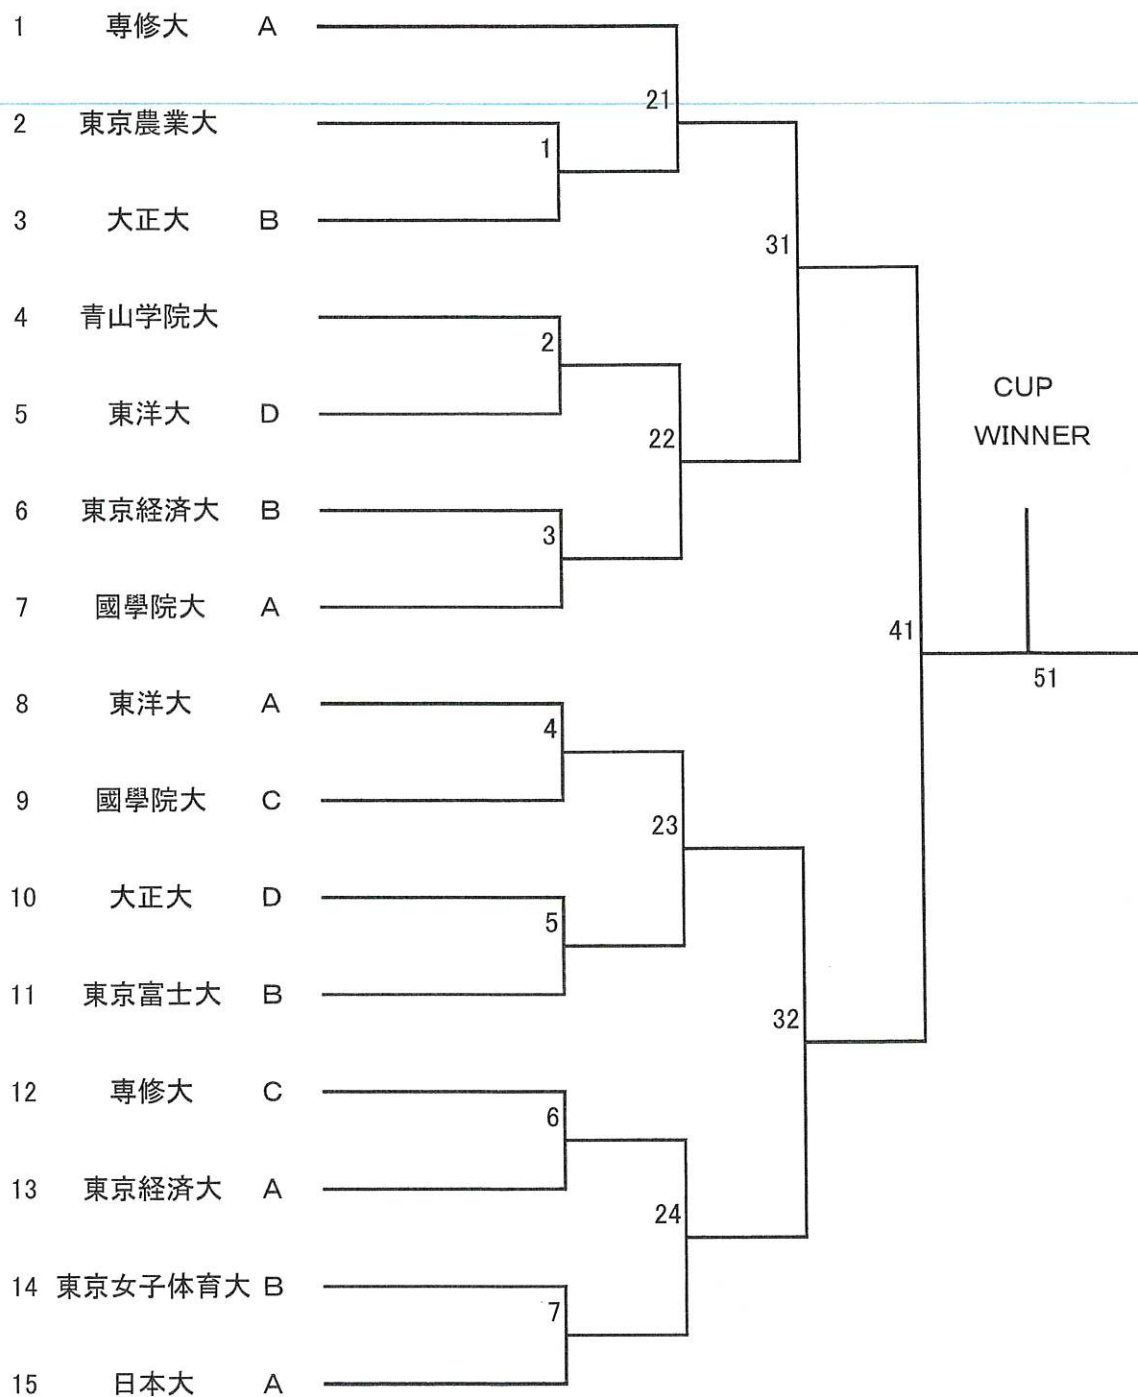 1 専修大 A
21
2 東京農業大
1
3 大正大 B
31
4 青山学院大
2
CUP
5 東洋大 D
WINNER
22
6 東京経済大 B
3
7 國學院大 A
41
51
8 東洋大 A
4
9 國學院大 C
23
10 大正大 D
5
11 東京富士大 B
32
12 専修大 C
6
13 東京経済大 A
24
14 東京女子体育大 B
7
15 日本大 A